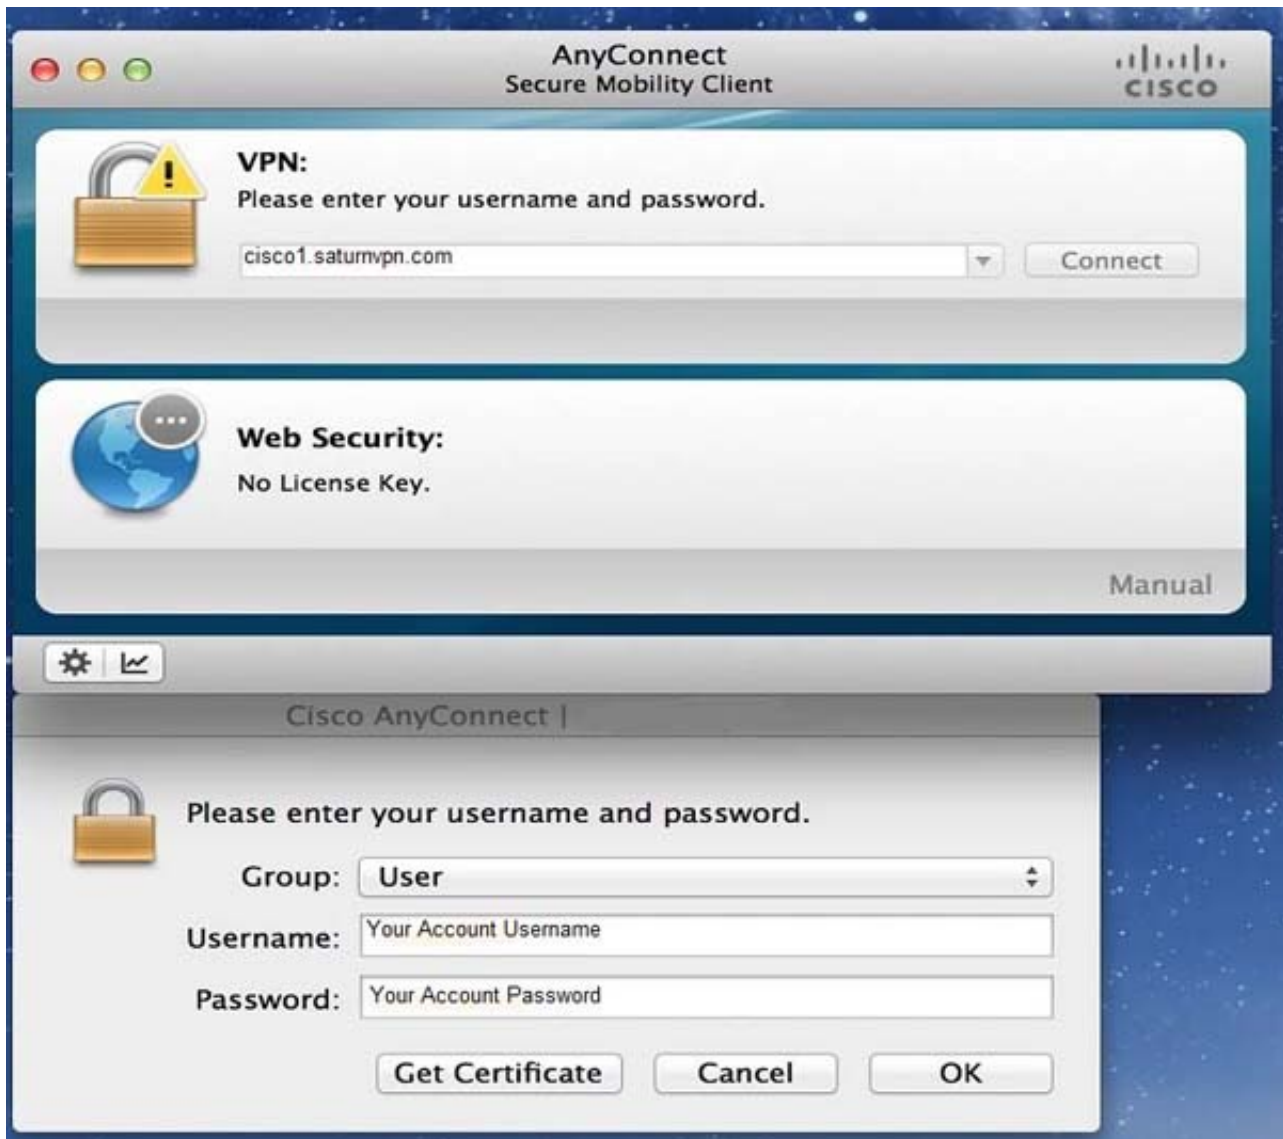 AnyConnect
Secure Mobility Client
CISCO
VPN:
Please enter your username and password.
cisco1.saturnvpn.com
Connect
Web Security:
No License Key.
Manual
Cisco AnyConnect |
Please enter your username and password.
Group: User
Username: Your Account Username
Password: Your Account Password
Get Certificate Cancel OK